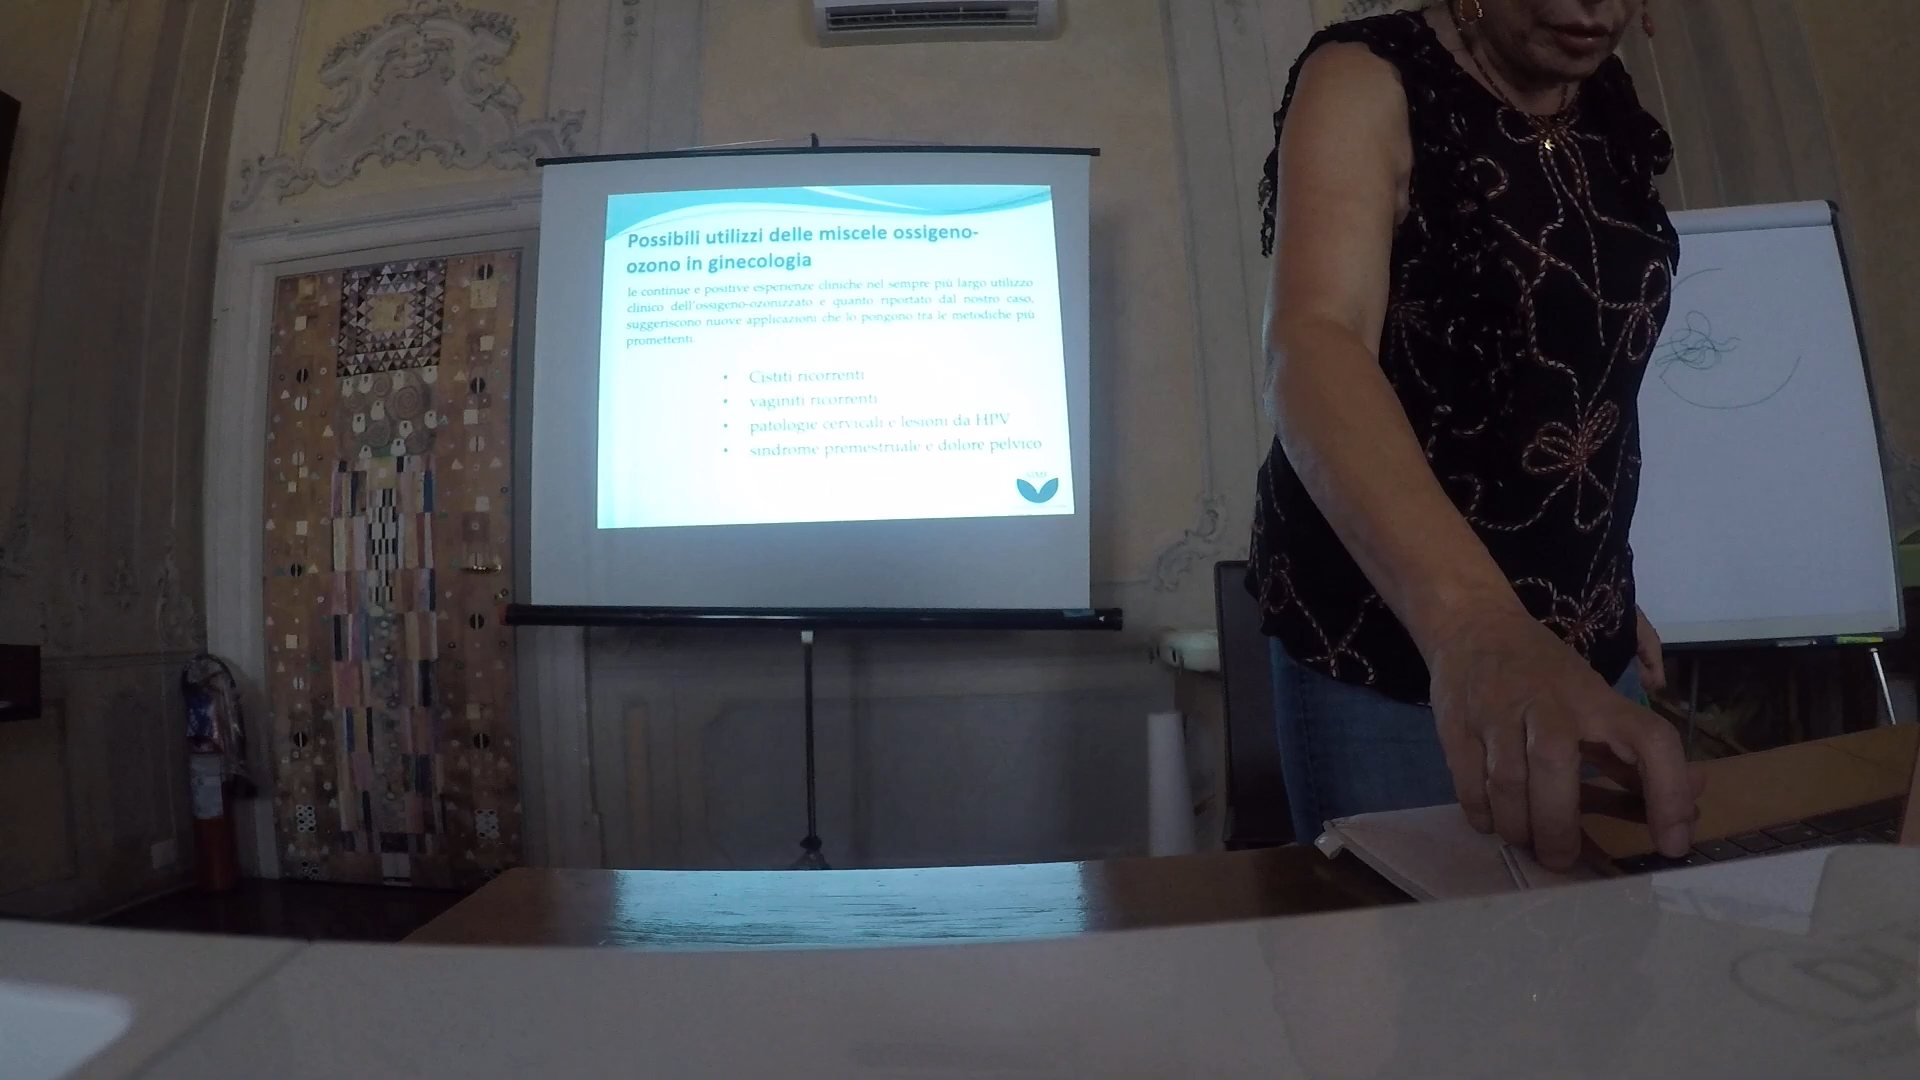 Possibili utilizzi delle miscele ossigeno-
ozono in ginecologia
le continue e positive esperienze cliniche nel sempre più largo utilizzo
clinico dell'ossigeno-ozonizzato e quanto riportato dal nostro caso,
suggeriscono nuove applicazioni che lo pongono tra le metodiche più
promettenti
• Cistiti ricorrenti
• vaginiti ricorrenti
• patologie cervicali e lesioni da HPV
• sindrome premestruale e dolore pelvico